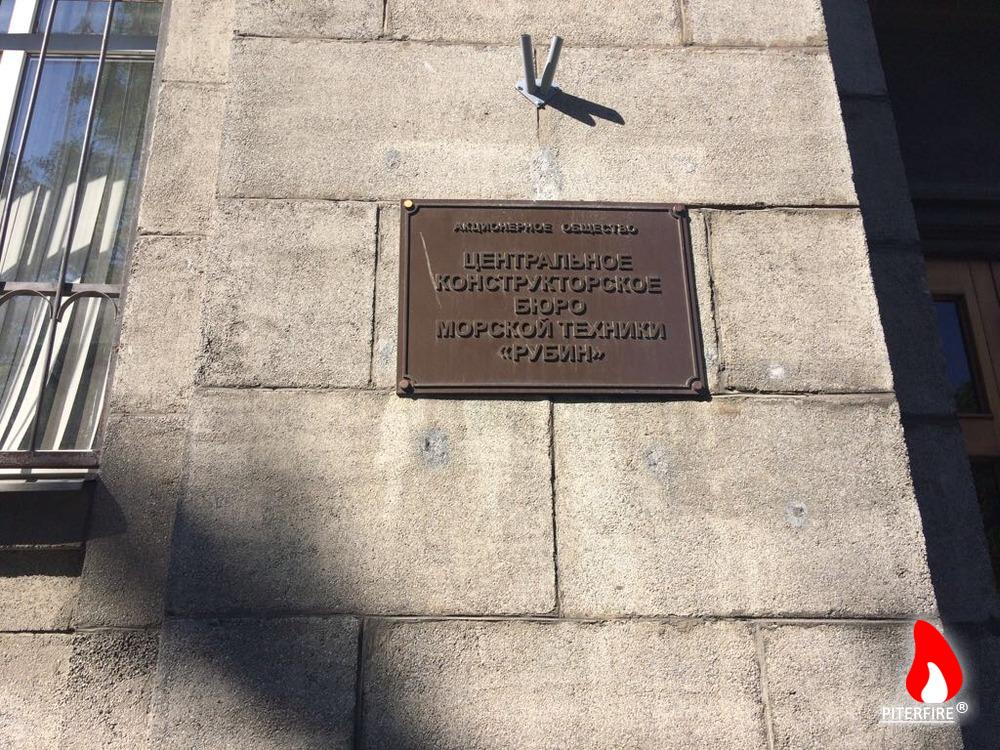 АКЦИОНЕРНОЕ ОБЩЕСТВО
ЦЕНТРАЛЬНОЕ
КОНСТРУКТОРСКОЕ
БЮРО
МОРСКОЙ ТЕХНИКИ
«РУБИН»
PITERFIRE®